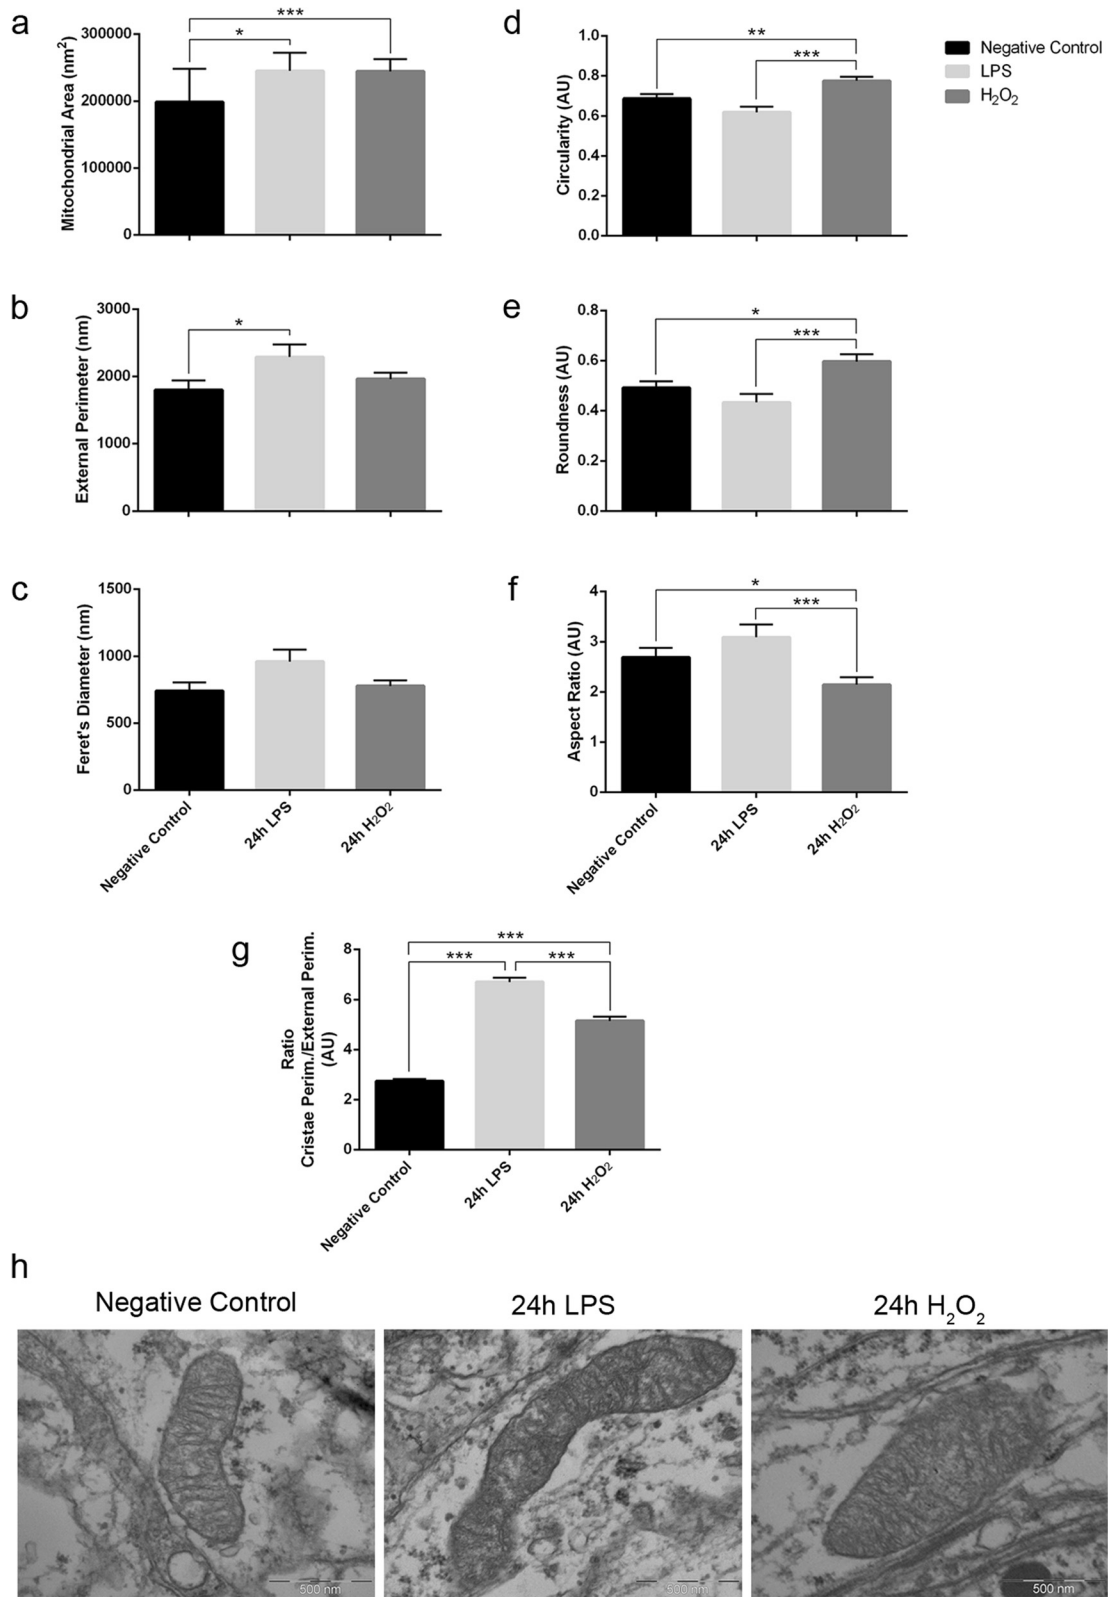 a
***
*
300000
200000
100000
0
Mitochondrial Area (nm²)
d
**
***
1.0
0.8
0.6
0.4
0.2
0.0
Circularity (AU)
Negative Control
LPS
H₂O₂
b
*
3000
2000
1000
0
External Perimeter (nm)
e
*
***
0.8
0.6
0.4
0.2
0.0
Roundness (AU)
c
1500
1000
500
0
Feret's Diameter (nm)
Negative Control
24h LPS
24h H₂O₂
f
*
***
4
3
2
1
0
Aspect Ratio (AU)
Negative Control
24h LPS
24h H₂O₂
g
***
*** ***
8
6
4
2
0
Ratio
Cristae Perim./External Perim.
(AU)
Negative Control
24h LPS
24h H₂O₂
h
Negative Control
24h LPS
24h H₂O₂
500 nm
500 nm
500 nm